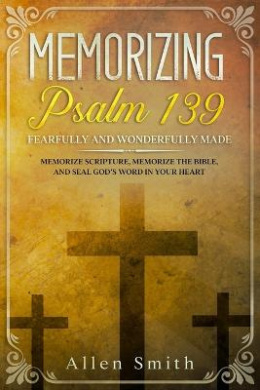 MEMORIZING
Psalm 139
FEARFULLY AND WONDERFULLY MADE
MEMORIZE SCRIPTURE, MEMORIZE THE BIBLE,
AND SEAL GOD'S WORD IN YOUR HEART
Allen Smith